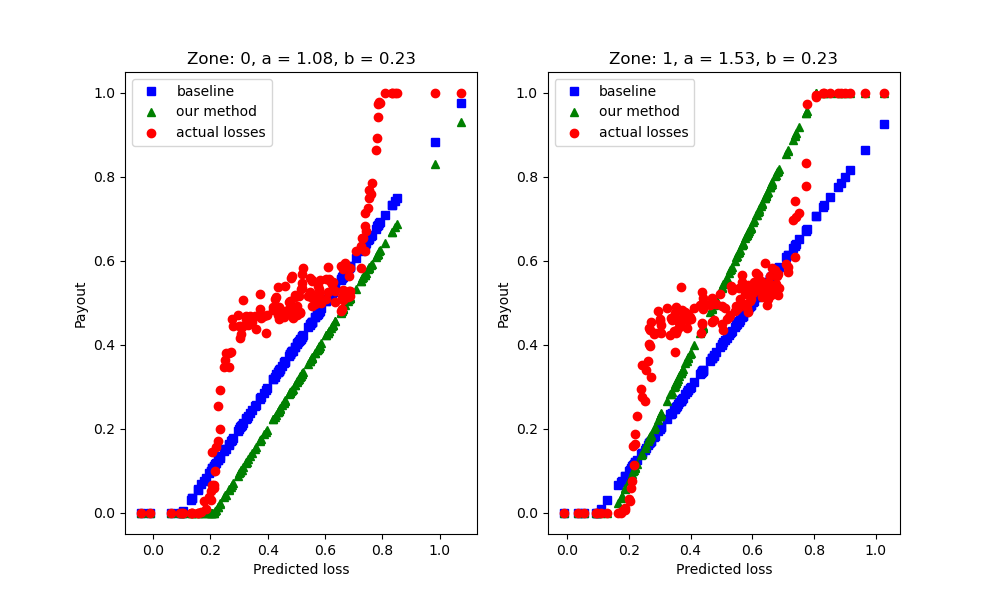 Zone: 0, a = 1.08, b = 0.23
baseline
our method
actual losses
1.0
0.8
0.6
0.4
0.2
0.0
Payout
0.0 0.2 0.4 0.6 0.8 1.0
Predicted loss
Zone: 1, a = 1.53, b = 0.23
baseline
our method
actual losses
1.0
0.8
0.6
0.4
0.2
0.0
Payout
0.0 0.2 0.4 0.6 0.8 1.0
Predicted loss